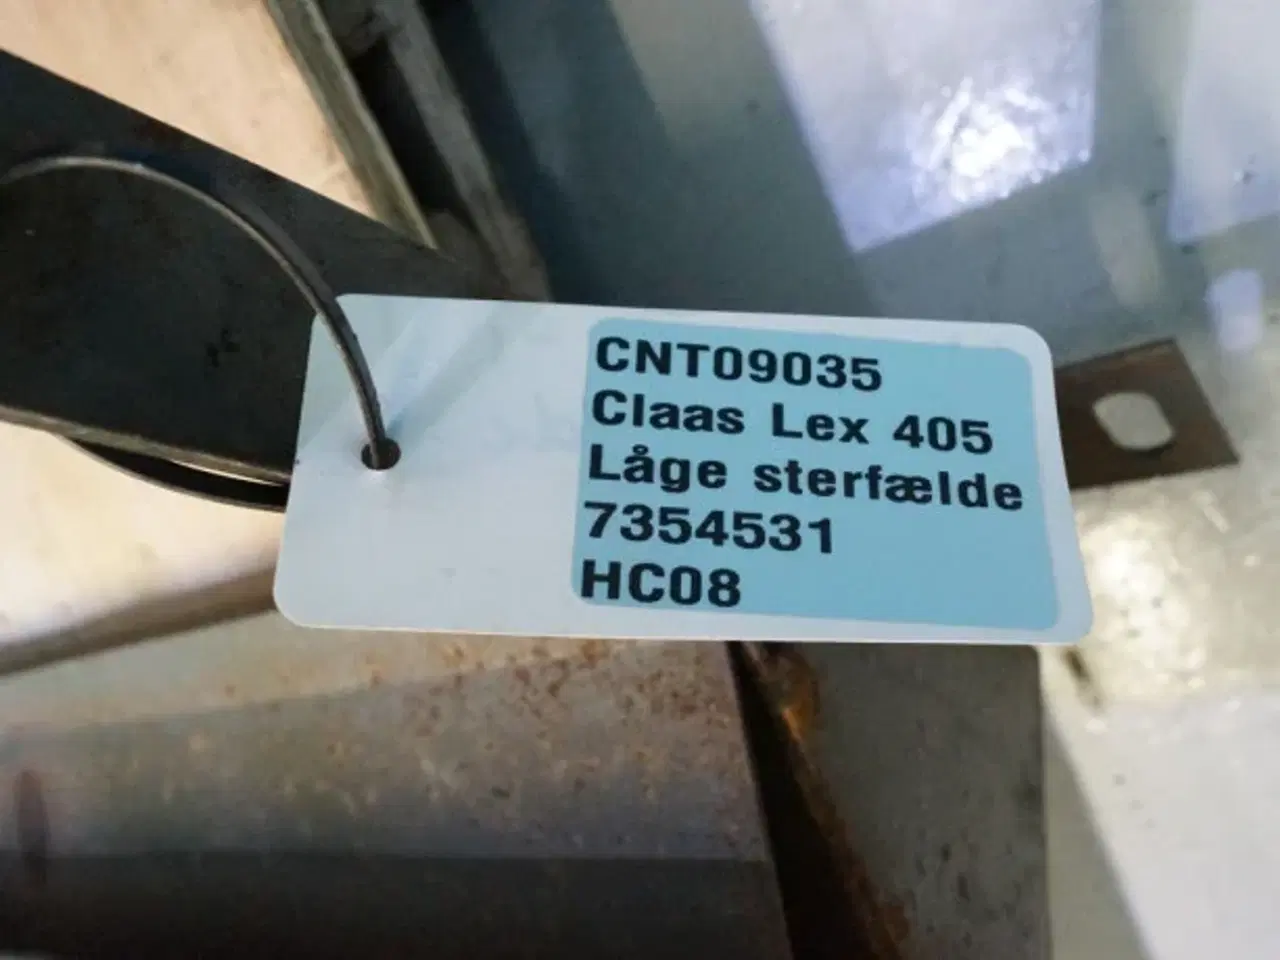 CNT09035
Claas Lex 405
Låge sterfælde
7354531
HC08